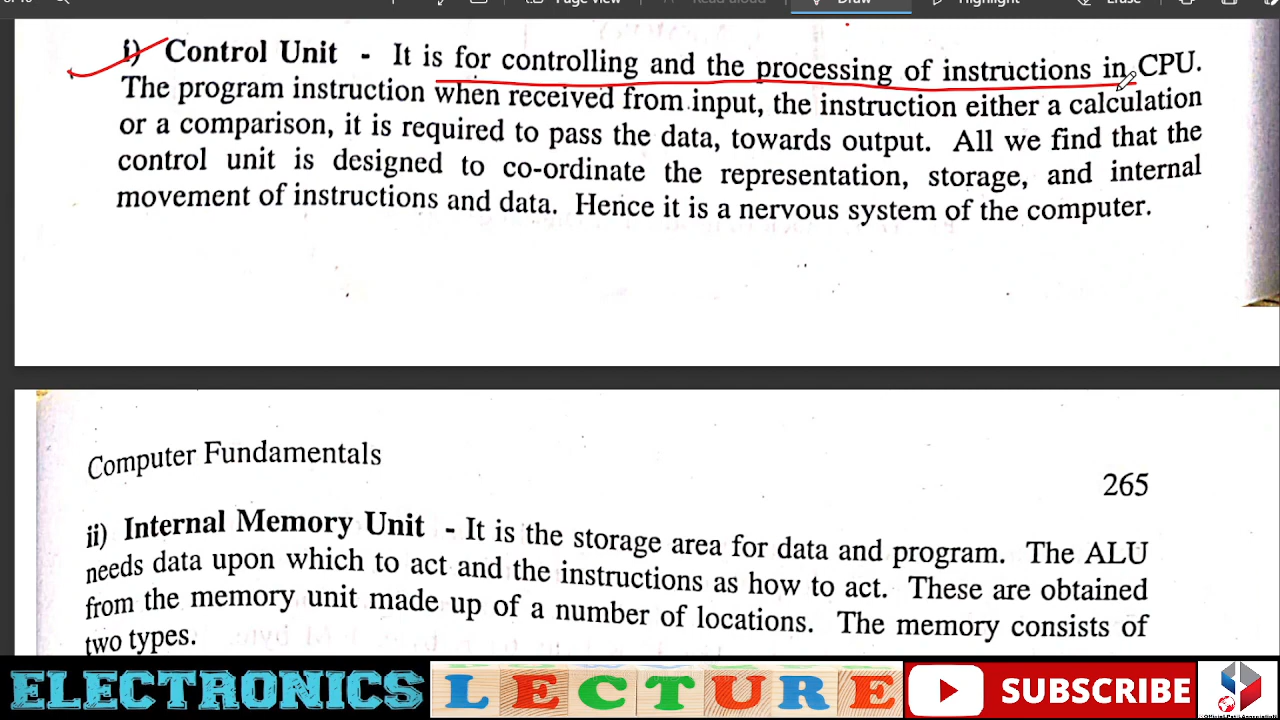 Page view
Draw
Highlight
Erase
i) Control Unit - It is for controlling and the processing of instructions in CPU.
The program instruction when received from input, the instruction either a calculation
or a comparison, it is required to pass the data, towards output. All we find that the
control unit is designed to co-ordinate the representation, storage, and internal
movement of instructions and data. Hence it is a nervous system of the computer.
Computer Fundamentals
265
ii) Internal Memory Unit - It is the storage area for data and program. The ALU
needs data upon which to act and the instructions as how to act. These are obtained
from the memory unit made up of a number of locations. The memory consists of
two types.
ELECTRONICS LECTURE SUBSCRIBE